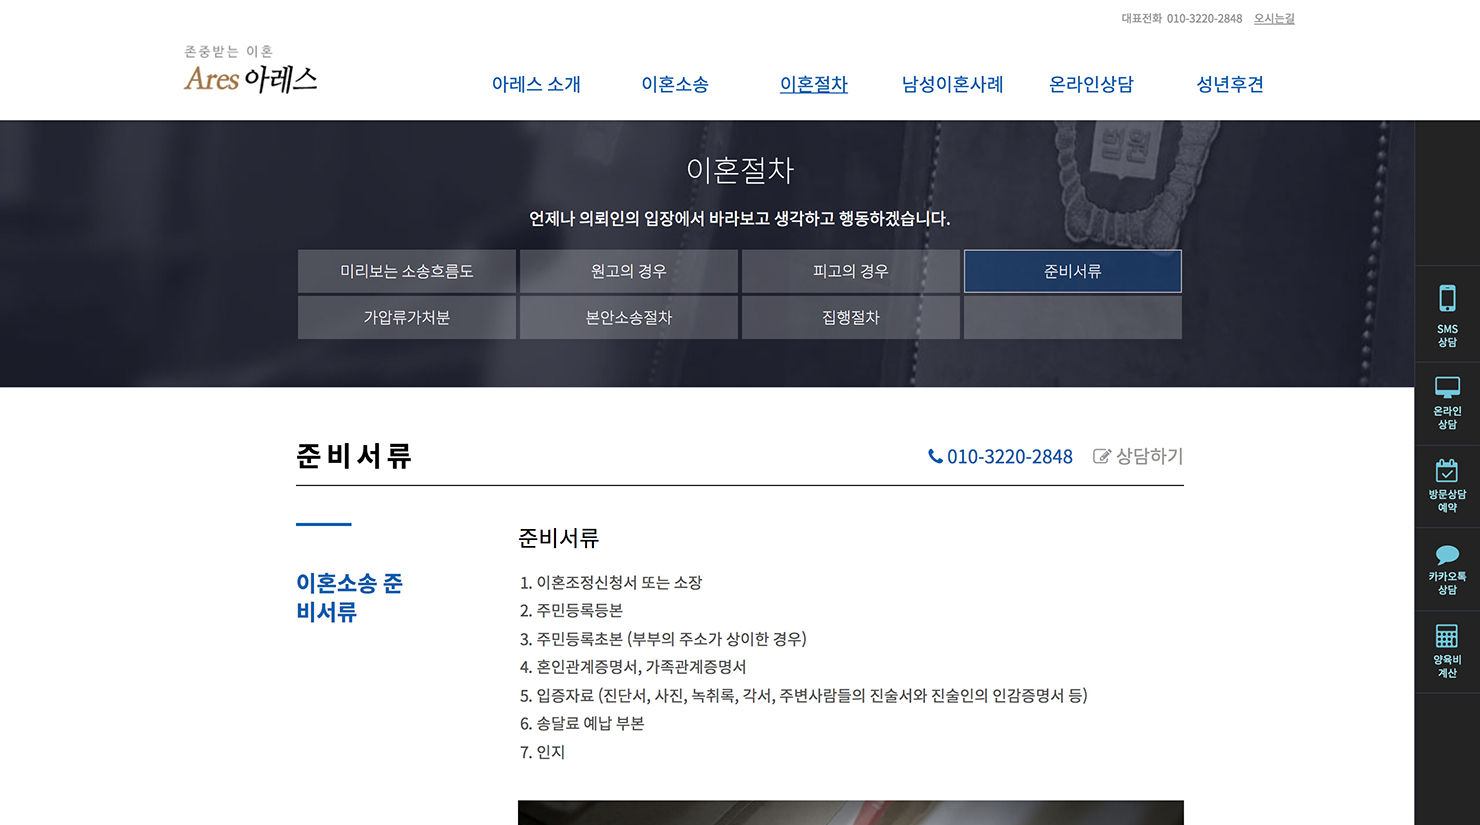 대표전화 010-3220-2848 오시는길
존중받는 이혼
Ares 아레스
아레스 소개 이혼소송 이혼절차 남성이혼사례 온라인상담 성년후견
법원
이혼절차
언제나 의뢰인의 입장에서 바라보고 생각하고 행동하겠습니다.
미리보는 소송흐름도 원고의 경우 피고의 경우 준비서류
가압류가처분 본안소송절차 집행절차
준비서류
010-3220-2848 상담하기
이혼소송 준
비서류
준비서류
1. 이혼조정신청서 또는 소장
2. 주민등록등본
3. 주민등록초본 (부부의 주소가 상이한 경우)
4. 혼인관계증명서, 가족관계증명서
5. 입증자료 (진단서, 사진, 녹취록, 각서, 주변사람들의 진술서와 진술인의 인감증명서 등)
6. 송달료 예납 부본
7. 인지
SMS
상담
온라인
상담
방문상담
예약
카카오톡
상담
양육비
계산